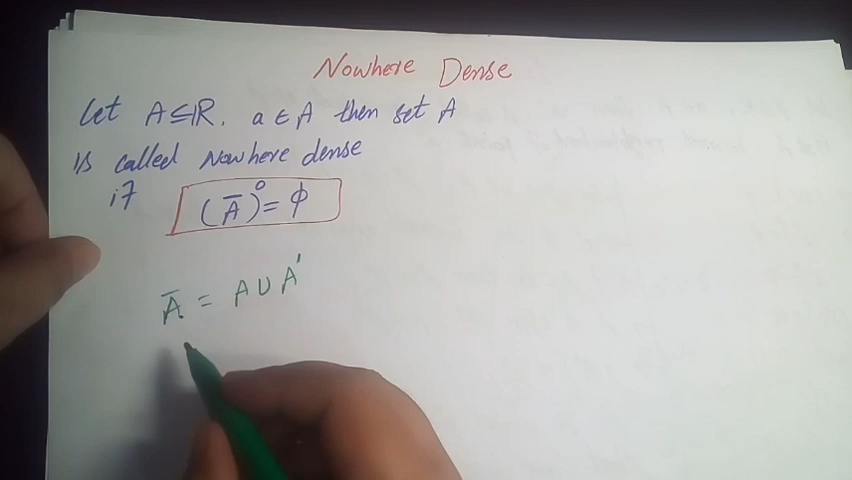 Nowhere Dense
Let A⊆ℝ, a ∈ A then set A
is called Nowhere dense
if (Ā)° = ϕ
Ā = A ∪ A'